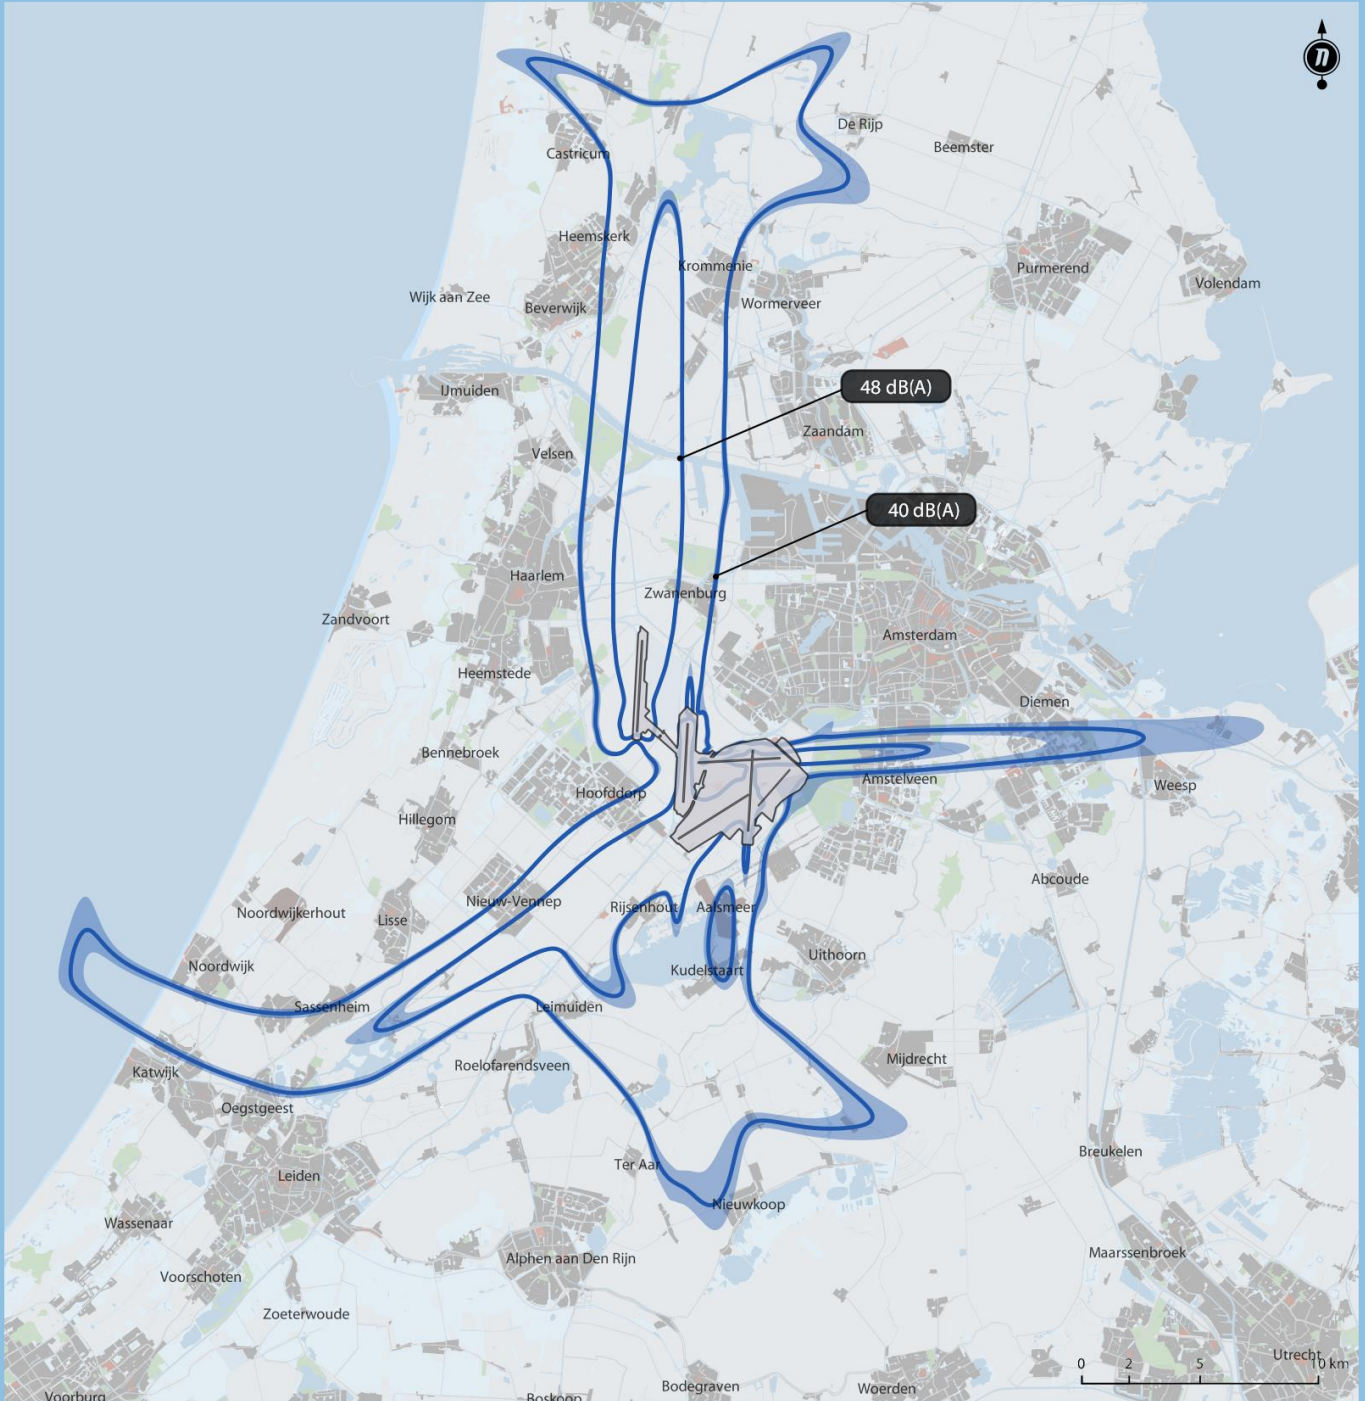 n
De Rijp
Beemster
Castricum
Heemskerk
Krommenie
Purmerend
Volendam
Wijk aan Zee
Beverwijk
Wormerveer
48 dB(A)
IJmuiden
Zaandam
Velsen
40 dB(A)
Haarlem
Zwanenburg
Zandvoort
Amsterdam
Heemstede
Diemen
Bennebroek
Amstelveen
Weesp
Hoofddorp
Hillegom
Abcoude
Nieuw-Vennep
Rijsenhout
Aalsmeer
Noordwijkerhout
Lisse
Uithoorn
Noordwijk
Kudelstaart
Sassenheim
Leimuiden
Mijdrecht
Roelofarendsveen
Katwijk
Oegstgeest
Breukelen
Ter Aar
Leiden
Nieuwkoop
Wassenaar
Maarssenbroek
Alphen aan Den Rijn
Voorschoten
Zoeterwoude
Utrecht
0 2 5 10 km
Bodegraven
Woerden
Voorburg
Boskoop